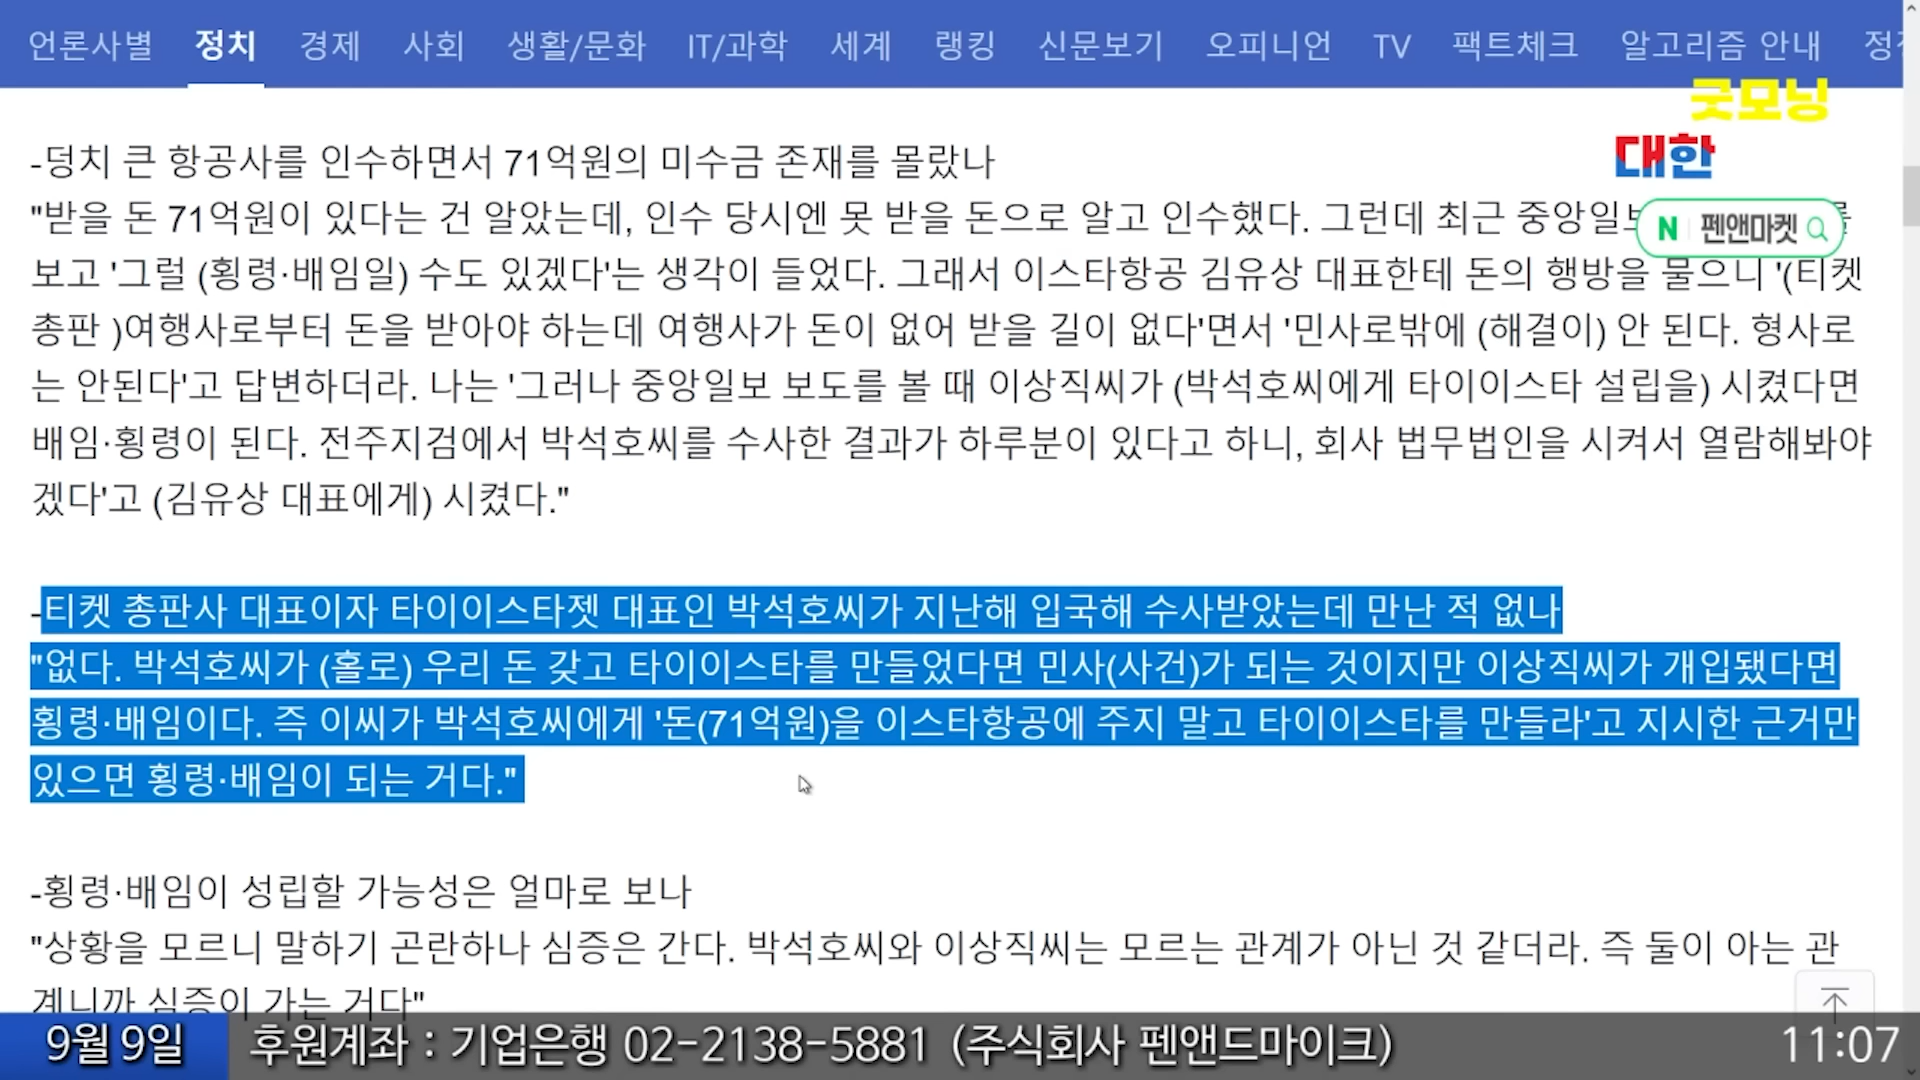 언론사별 정치 경제 사회 생활/문화 IT/과학 세계 랭킹 신문보기 오피니언 TV 팩트체크 알고리즘 안내
굿모닝
대한
N 펜앤마켓
-덩치 큰 항공사를 인수하면서 71억원의 미수금 존재를 몰랐나
"받을 돈 71억원이 있다는 건 알았는데, 인수 당시엔 못 받을 돈으로 알고 인수했다. 그런데 최근 중앙일보
보고 '그럴 (횡령·배임일) 수도 있겠다'는 생각이 들었다. 그래서 이스타항공 김유상 대표한테 돈의 행방을 물으니 '(티켓
총판 )여행사로부터 돈을 받아야 하는데 여행사가 돈이 없어 받을 길이 없다'면서 '민사로밖에 (해결이) 안 된다. 형사로
는 안된다'고 답변하더라. 나는 '그러나 중앙일보 보도를 볼 때 이상직씨가 (박석호씨에게 타이이스타 설립을) 시켰다면
배임·횡령이 된다. 전주지검에서 박석호씨를 수사한 결과가 하루분이 있다고 하니, 회사 법무법인을 시켜서 열람해봐야
겠다'고 (김유상 대표에게) 시켰다."
-티켓 총판사 대표이자 타이이스타젯 대표인 박석호씨가 지난해 입국해 수사받았는데 만난 적 없나
"없다. 박석호씨가 (홀로) 우리 돈 갖고 타이이스타를 만들었다면 민사(사건)가 되는 것이지만 이상직씨가 개입됐다면
횡령·배임이다. 즉 이씨가 박석호씨에게 '돈(71억원)을 이스타항공에 주지 말고 타이이스타를 만들라'고 지시한 근거만
있으면 횡령·배임이 되는 거다."
-횡령·배임이 성립할 가능성은 얼마로 보나
"상황을 모르니 말하기 곤란하나 심증은 간다. 박석호씨와 이상직씨는 모르는 관계가 아닌 것 같더라. 즉 둘이 아는 관
계니까 심증이 가는 거다"
9월 9일 후원계좌 : 기업은행 02-2138-5881 (주식회사 펜앤드마이크) 11:07